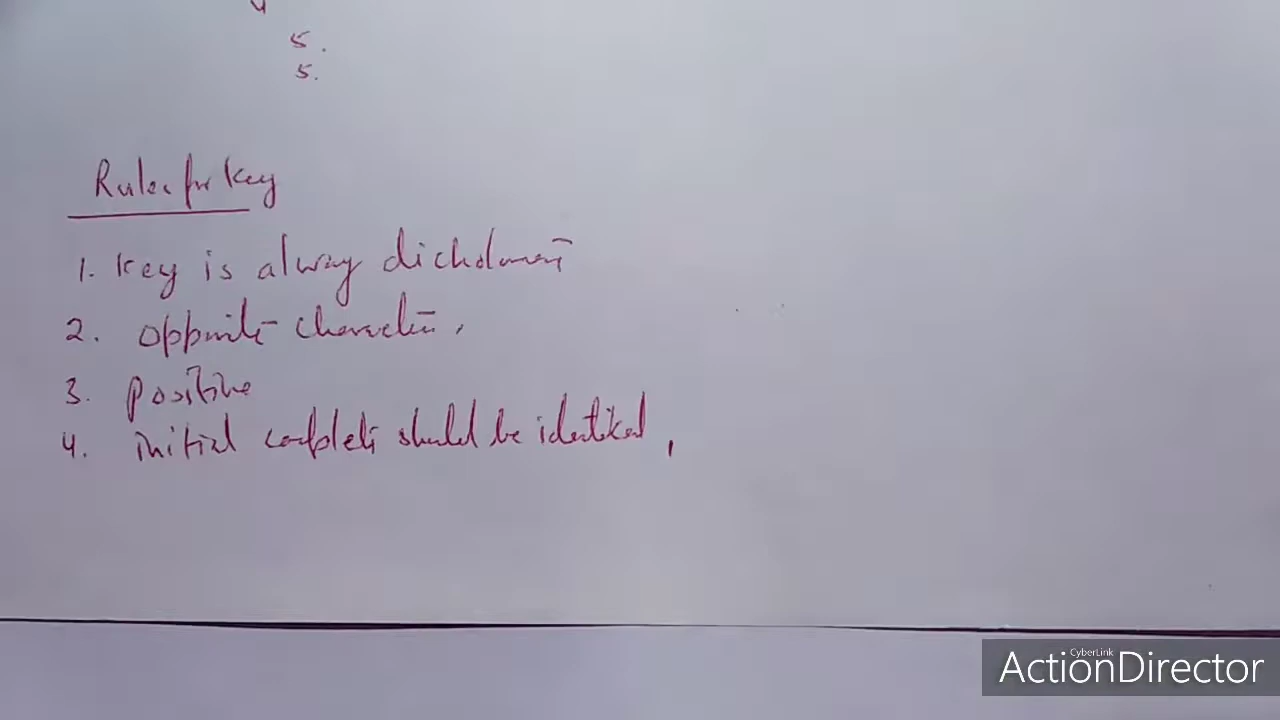 5.
5.
Rules for Key
1. Key is alway dichotomous
2. Opposite character,
3. Positive
4. initial couplets should be identical,
CyberLink
ActionDirector